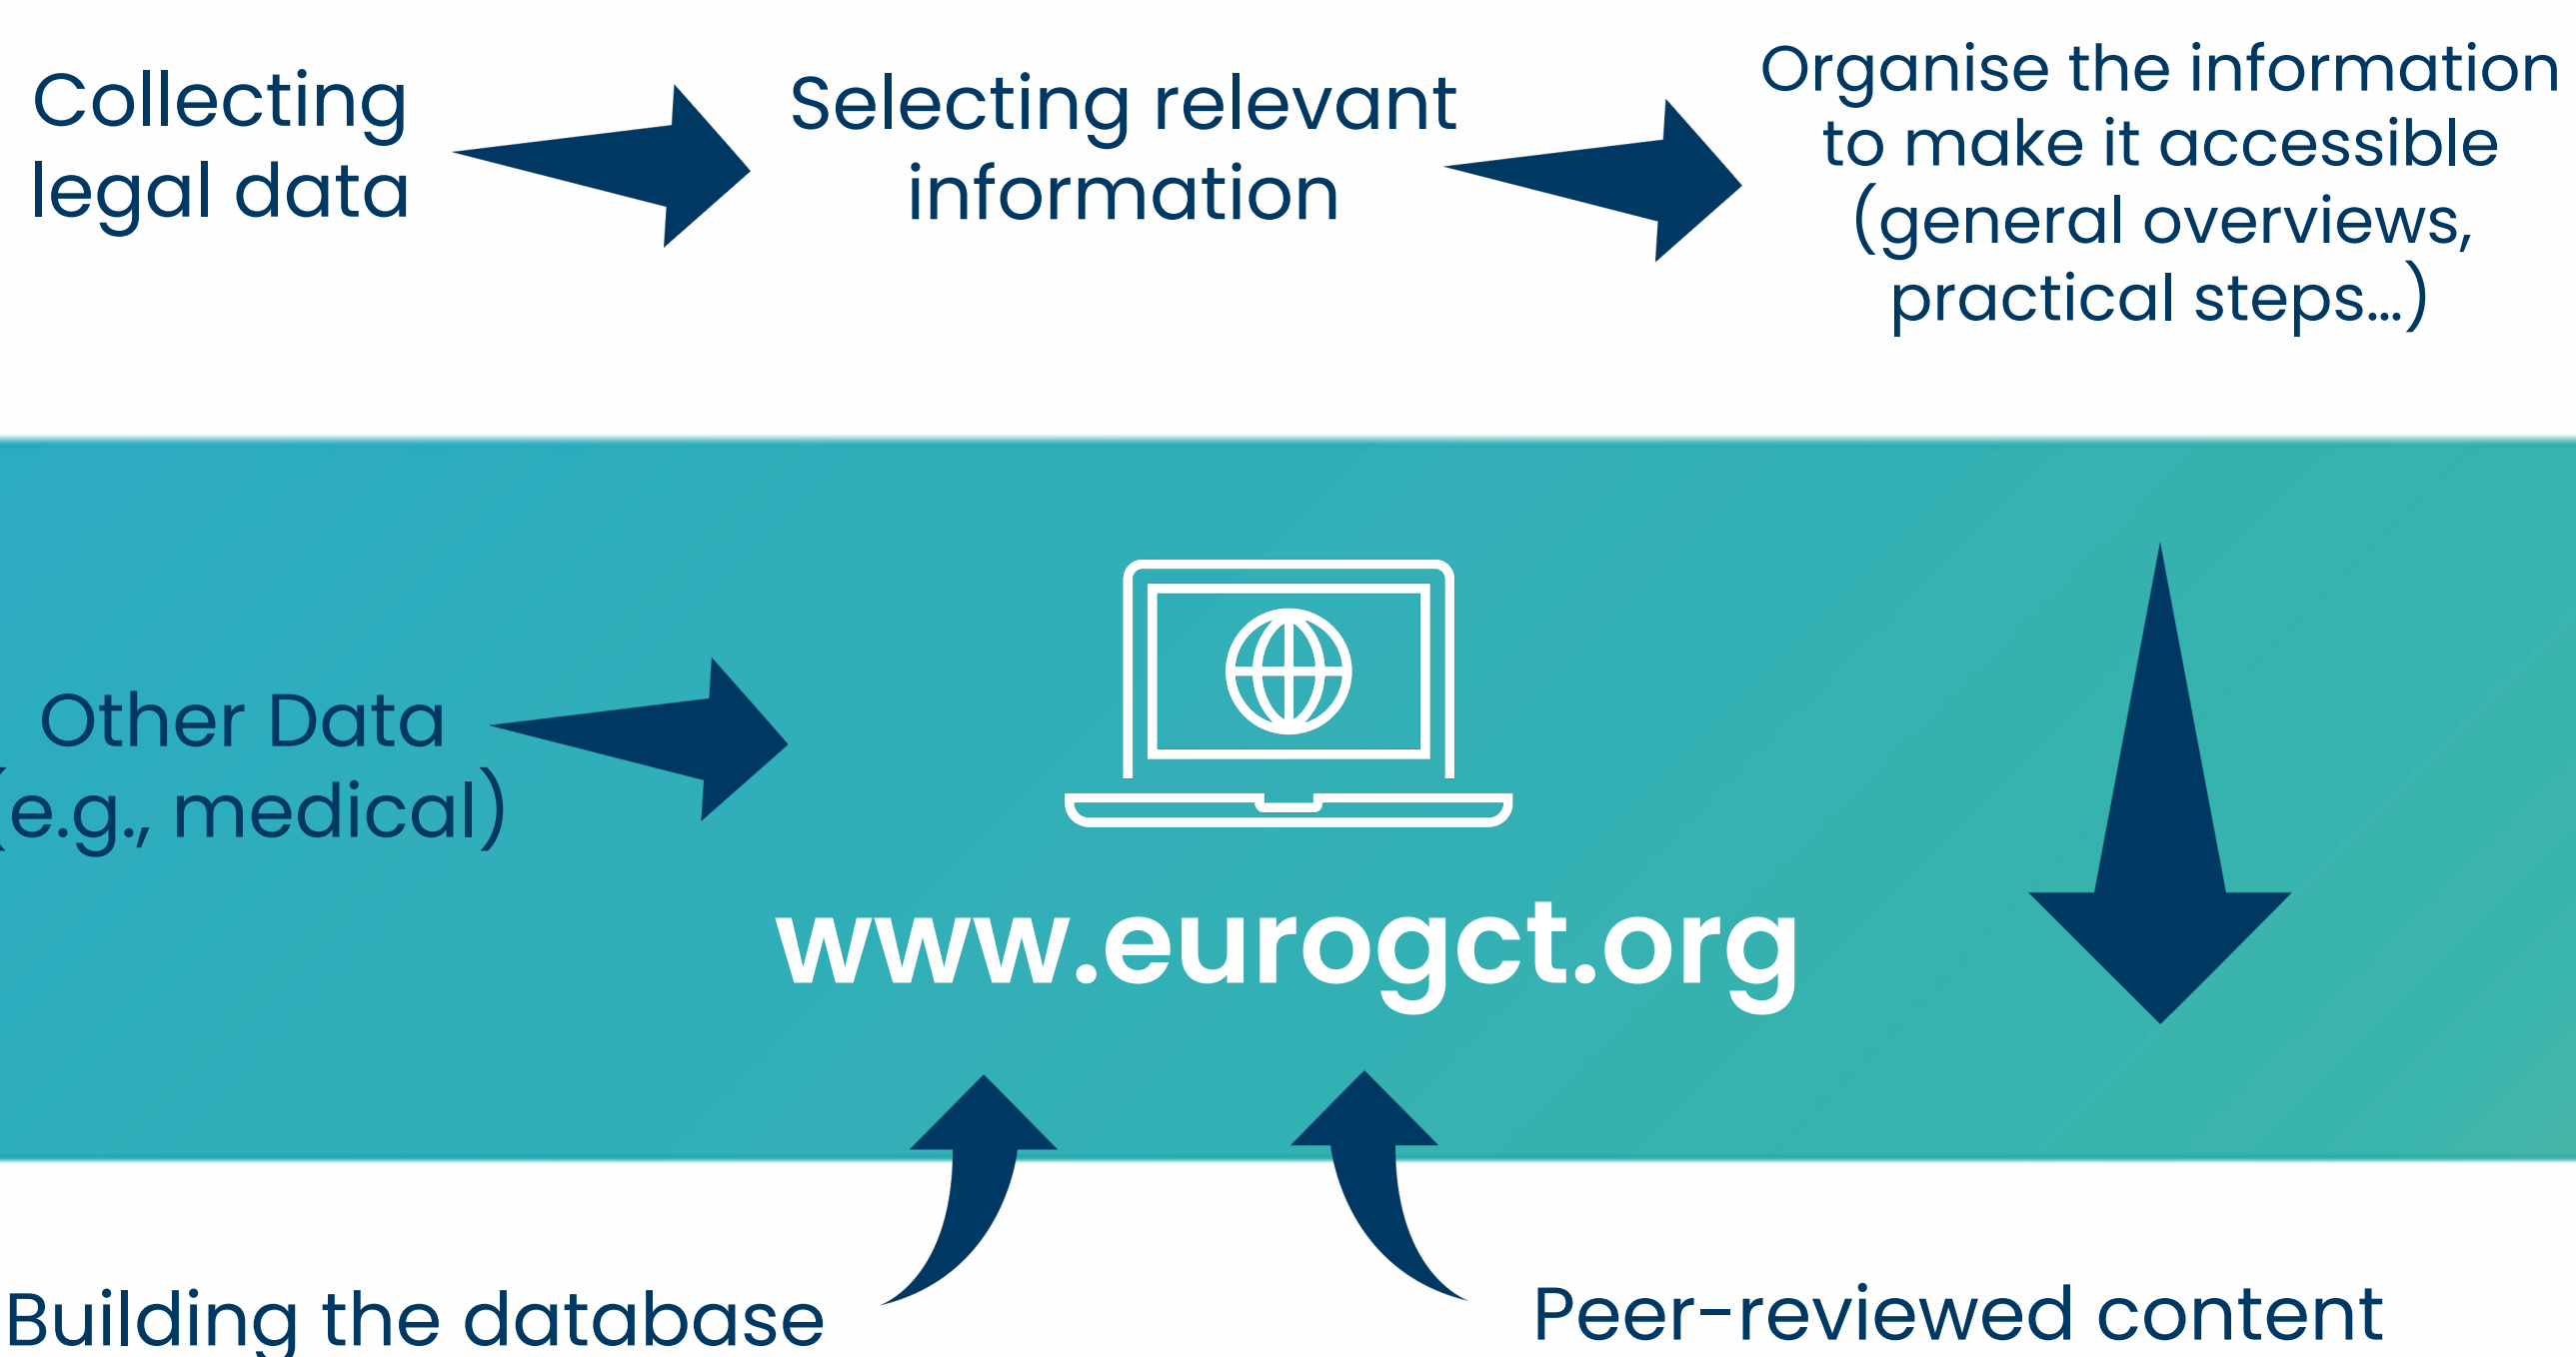 Collecting
legal data
Selecting relevant
information
Organise the information
to make it accessible
(general overviews,
practical steps...)
Other Data
(e.g., medical)
www.eurogct.org
Building the database
Peer-reviewed content